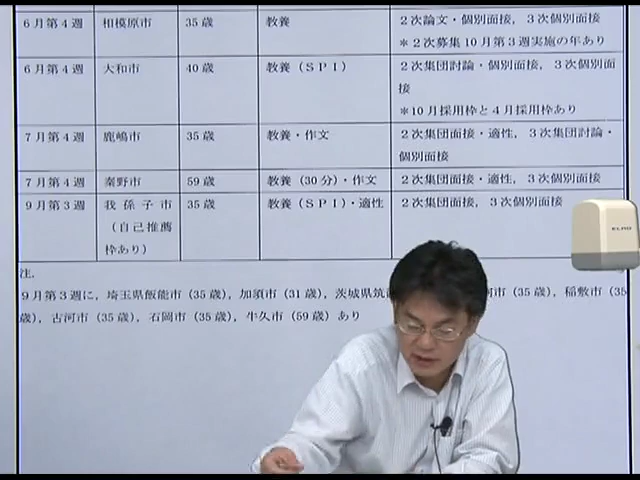 6月第4週 相模原市 35歳 教養 2次論文・個別面接，3次個別面接
＊2次募集10月第3週実施の年あり
6月第4週 大和市 40歳 教養（SPI） 2次集団討論・個別面接，3次個別面
接
＊10月採用枠と4月採用枠あり
7月第4週 鹿嶋市 35歳 教養・作文 2次集団面接・適性，3次集団討論・
個別面接
7月第4週 秦野市 59歳 教養（30分）・作文 2次集団面接・適性，3次個別面接
9月第3週 我孫子市 35歳 教養（SPI）・適性 2次集団面接，3次個別面接
（自己推薦
枠あり）
注．
9月第3週に，埼玉県飯能市（35歳），加須市（31歳），茨城県筑 市（35歳），稲敷市（35
歳），古河市（35歳），石岡市（35歳），牛久市（59歳）あり
ELMO